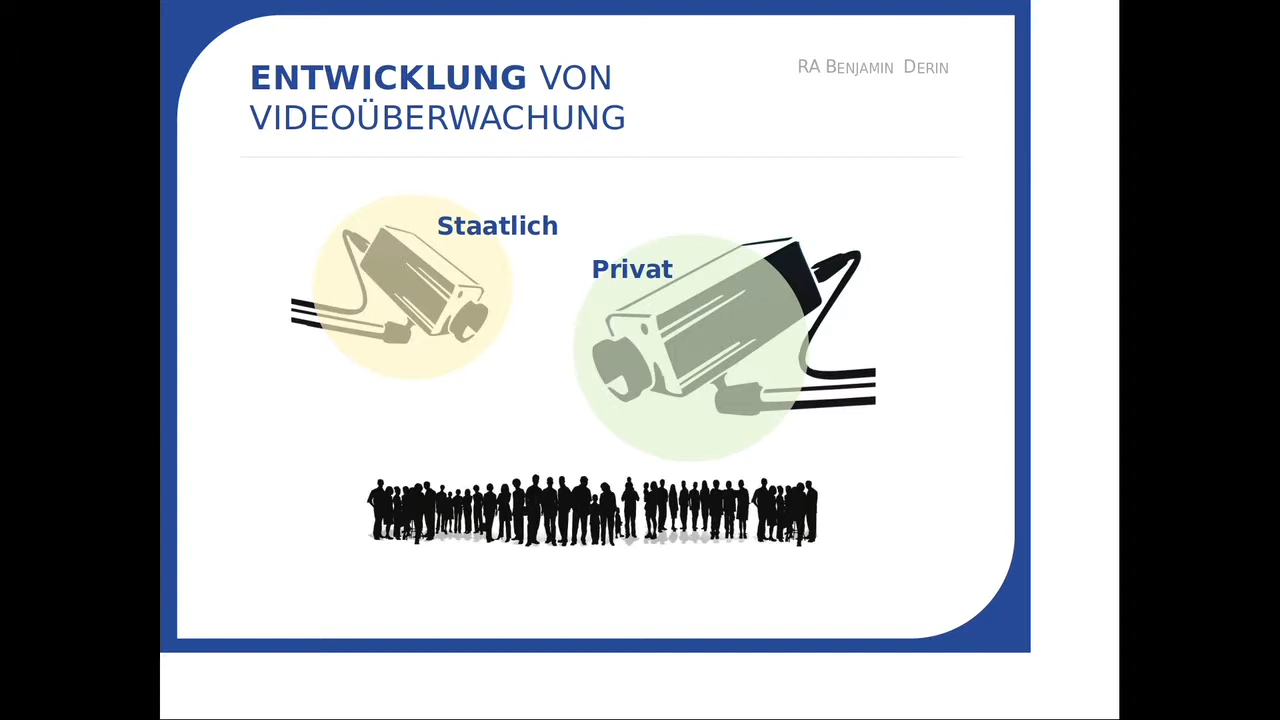 ENTWICKLUNG VON
VIDEOÜBERWACHUNG
RA BENJAMIN DERIN
Staatlich
Privat